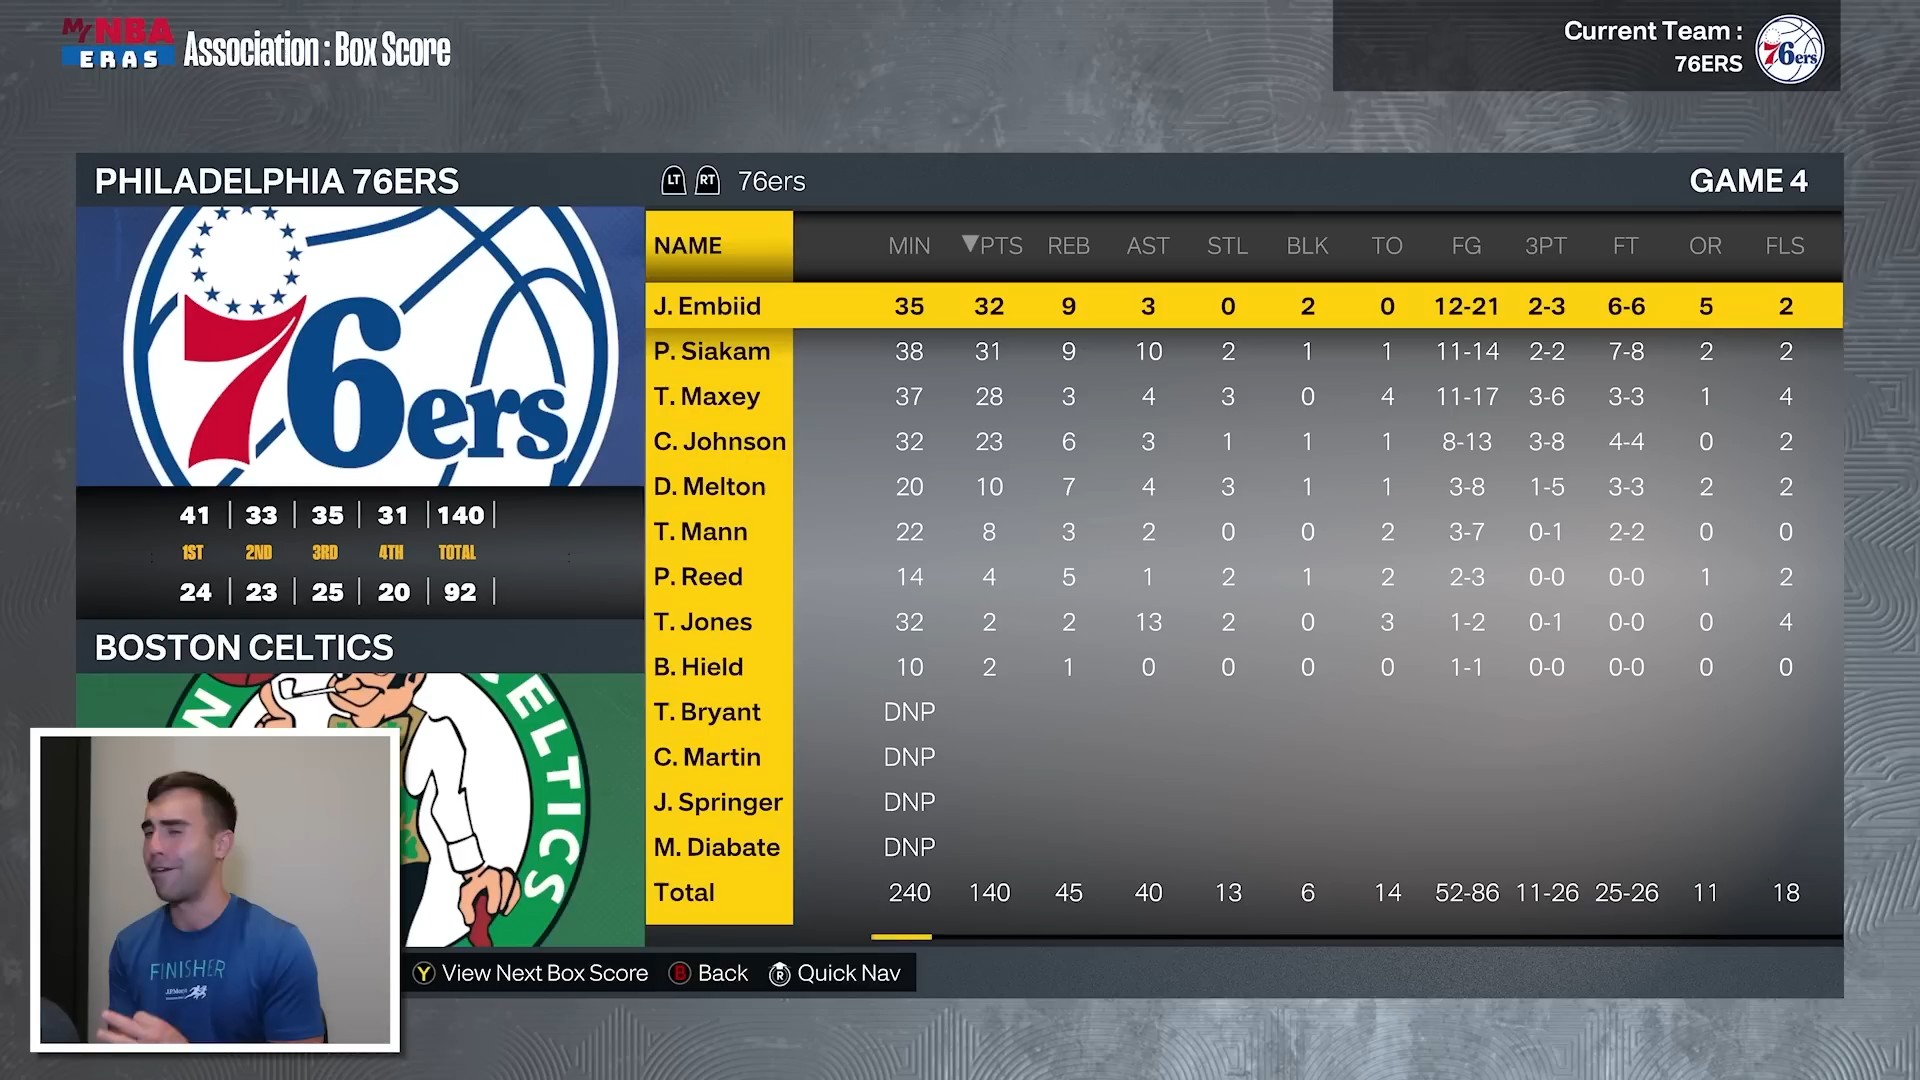 MyNBA
ERAS
Association : Box Score
Current Team :
76ERS
76ers
PHILADELPHIA 76ERS
LT RT 76ers
GAME 4
76ers
NAME MIN ▼PTS REB AST STL BLK TO FG 3PT FT OR FLS
J. Embiid 35 32 9 3 0 2 0 12-21 2-3 6-6 5 2
P. Siakam 38 31 9 10 2 1 1 11-14 2-2 7-8 2 2
T. Maxey 37 28 3 4 3 0 4 11-17 3-6 3-3 1 4
C. Johnson 32 23 6 3 1 1 1 8-13 3-8 4-4 0 2
D. Melton 20 10 7 4 3 1 1 3-8 1-5 3-3 2 2
T. Mann 22 8 3 2 0 0 2 3-7 0-1 2-2 0 0
P. Reed 14 4 5 1 2 1 2 2-3 0-0 0-0 1 2
T. Jones 32 2 2 13 2 0 3 1-2 0-1 0-0 0 4
B. Hield 10 2 1 0 0 0 0 1-1 0-0 0-0 0 0
T. Bryant DNP
C. Martin DNP
J. Springer DNP
M. Diabate DNP
Total 240 140 45 40 13 6 14 52-86 11-26 25-26 11 18
41 | 33 | 35 | 31 | 140 |
1ST 2ND 3RD 4TH TOTAL
24 | 23 | 25 | 20 | 92 |
BOSTON CELTICS
N CELTICS
FINISHER
Y View Next Box Score B Back R Quick Nav